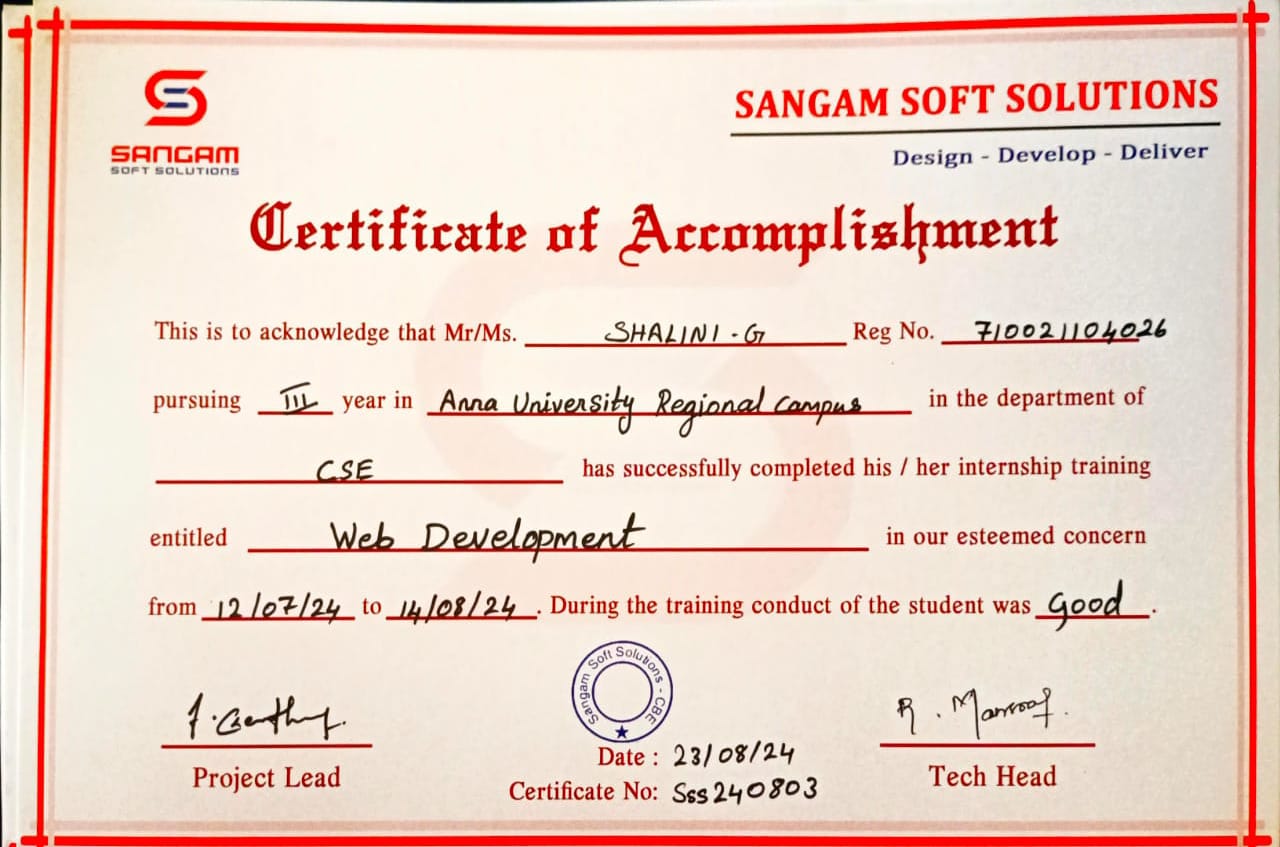 SANGAM
SOFT SOLUTIONS
SANGAM SOFT SOLUTIONS
Design - Develop - Deliver
Certificate of Accomplishment
This is to acknowledge that Mr/Ms. SHALINI - G Reg No. 710021104026
pursuing III year in Anna University Regional campus in the department of
CSE has successfully completed his / her internship training
entitled Web Development in our esteemed concern
from 12/07/24 to 14/08/24. During the training conduct of the student was Good.
Sangam Soft Solutions - CBE
Date : 23/08/24
Certificate No: SSS240803
Project Lead
Tech Head